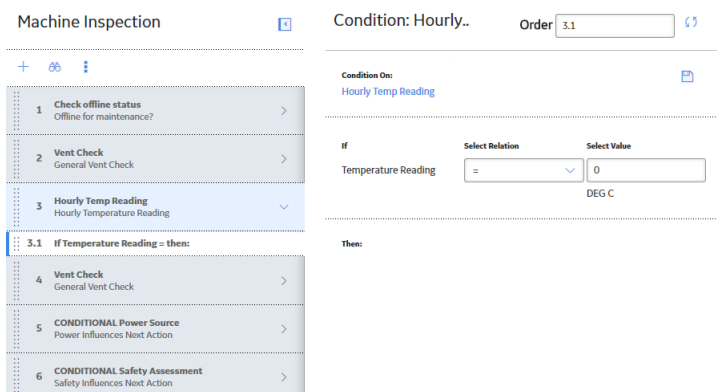 Machine Inspection
1
Check offline status
Offline for maintenance?
2
Vent Check
General Vent Check
3
Hourly Temp Reading
Hourly Temperature Reading
3.1 If Temperature Reading = then:
4
Vent Check
General Vent Check
5
CONDITIONAL Power Source
Power Influences Next Action
6
CONDITIONAL Safety Assessment
Safety Influences Next Action
Condition: Hourly..
Order 3.1
Condition On:
Hourly Temp Reading
If Select Relation Select Value
Temperature Reading = 0
DEG C
Then: